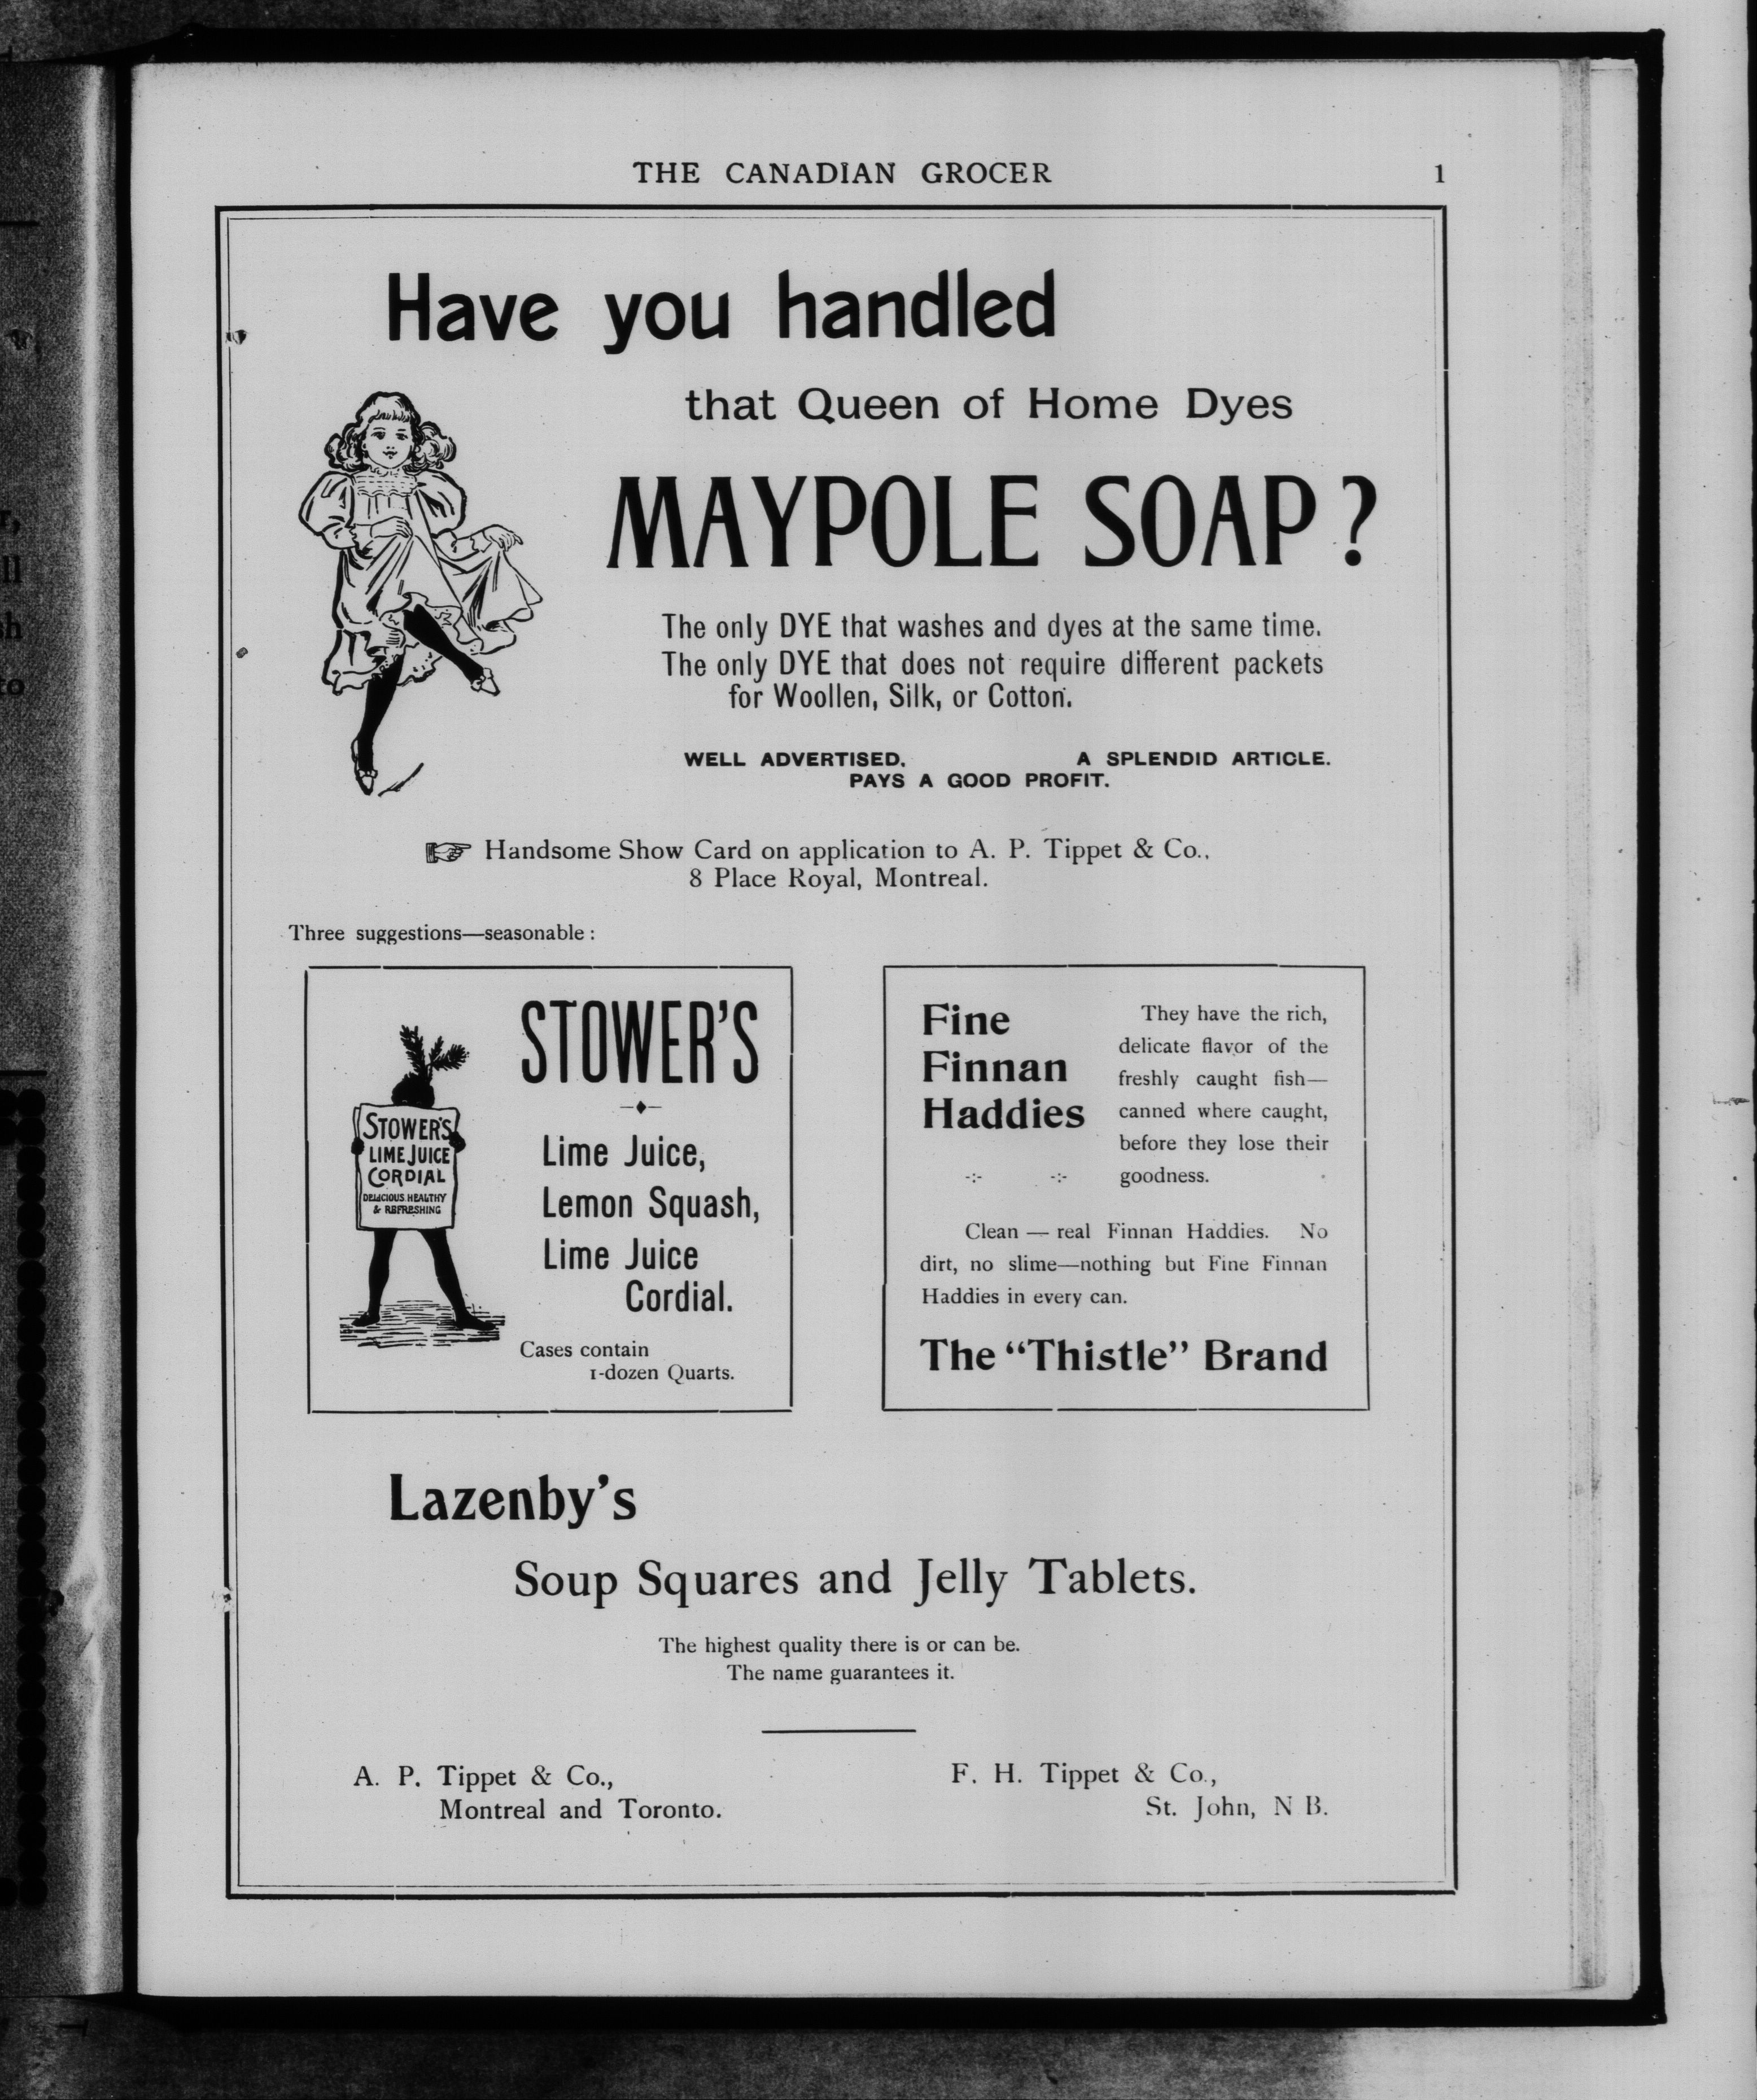 THE CANADIAN GROCER 1
Have you handled
that Queen of Home Dyes
MAYPOLE SOAP?
The only DYE that washes and dyes at the same time.
The only DYE that does not require different packets
for Woollen, Silk, or Cotton.
WELL ADVERTISED. A SPLENDID ARTICLE.
PAYS A GOOD PROFIT.
☞ Handsome Show Card on application to A. P. Tippet & Co.,
8 Place Royal, Montreal.
Three suggestions—seasonable:
STOWER'S
LIME JUICE
CORDIAL
DELICIOUS HEALTHY
& REFRESHING
STOWER'S
Lime Juice,
Lemon Squash,
Lime Juice
Cordial.
Cases contain
1-dozen Quarts.
Fine
Finnan
Haddies
-:- -:-
They have the rich,
delicate flavor of the
freshly caught fish—
canned where caught,
before they lose their
goodness.
Clean — real Finnan Haddies. No
dirt, no slime—nothing but Fine Finnan
Haddies in every can.
The "Thistle" Brand
Lazenby's
Soup Squares and Jelly Tablets.
The highest quality there is or can be.
The name guarantees it.
A. P. Tippet & Co.,
Montreal and Toronto.
F. H. Tippet & Co.,
St. John, N B.